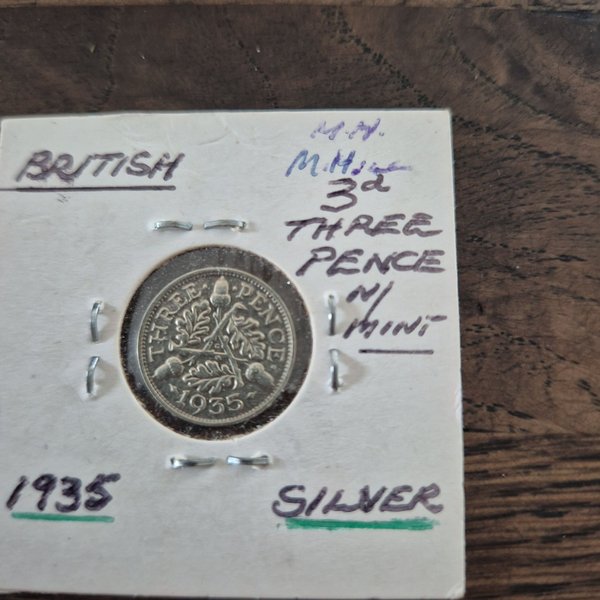 BRITISH
M.H.
3d
THREE
PENCE
N/
MINT
THREE · PENCE
1935
1935
SILVER